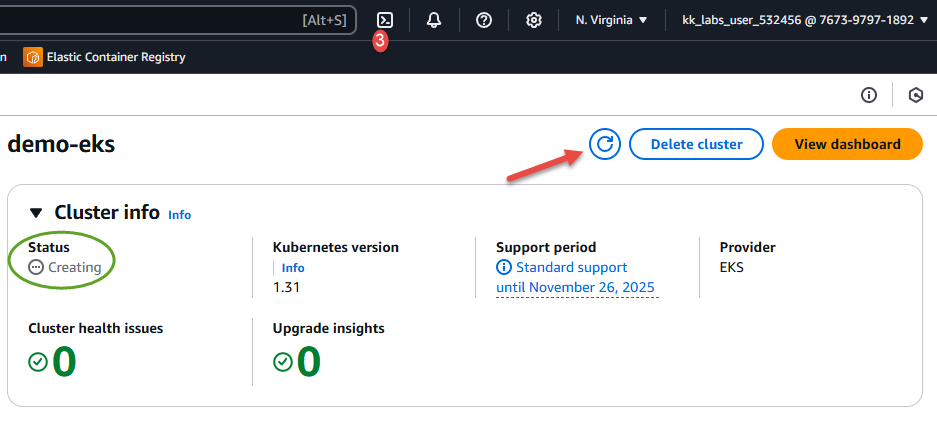 [Alt+S]
N. Virginia
kk_labs_user_532456 @ 7673-9797-1892
3
n
Elastic Container Registry
demo-eks
Delete cluster
View dashboard
Cluster info Info
Status
Creating
Kubernetes version
Info
1.31
Support period
Standard support
until November 26, 2025
Provider
EKS
Cluster health issues
0
Upgrade insights
0